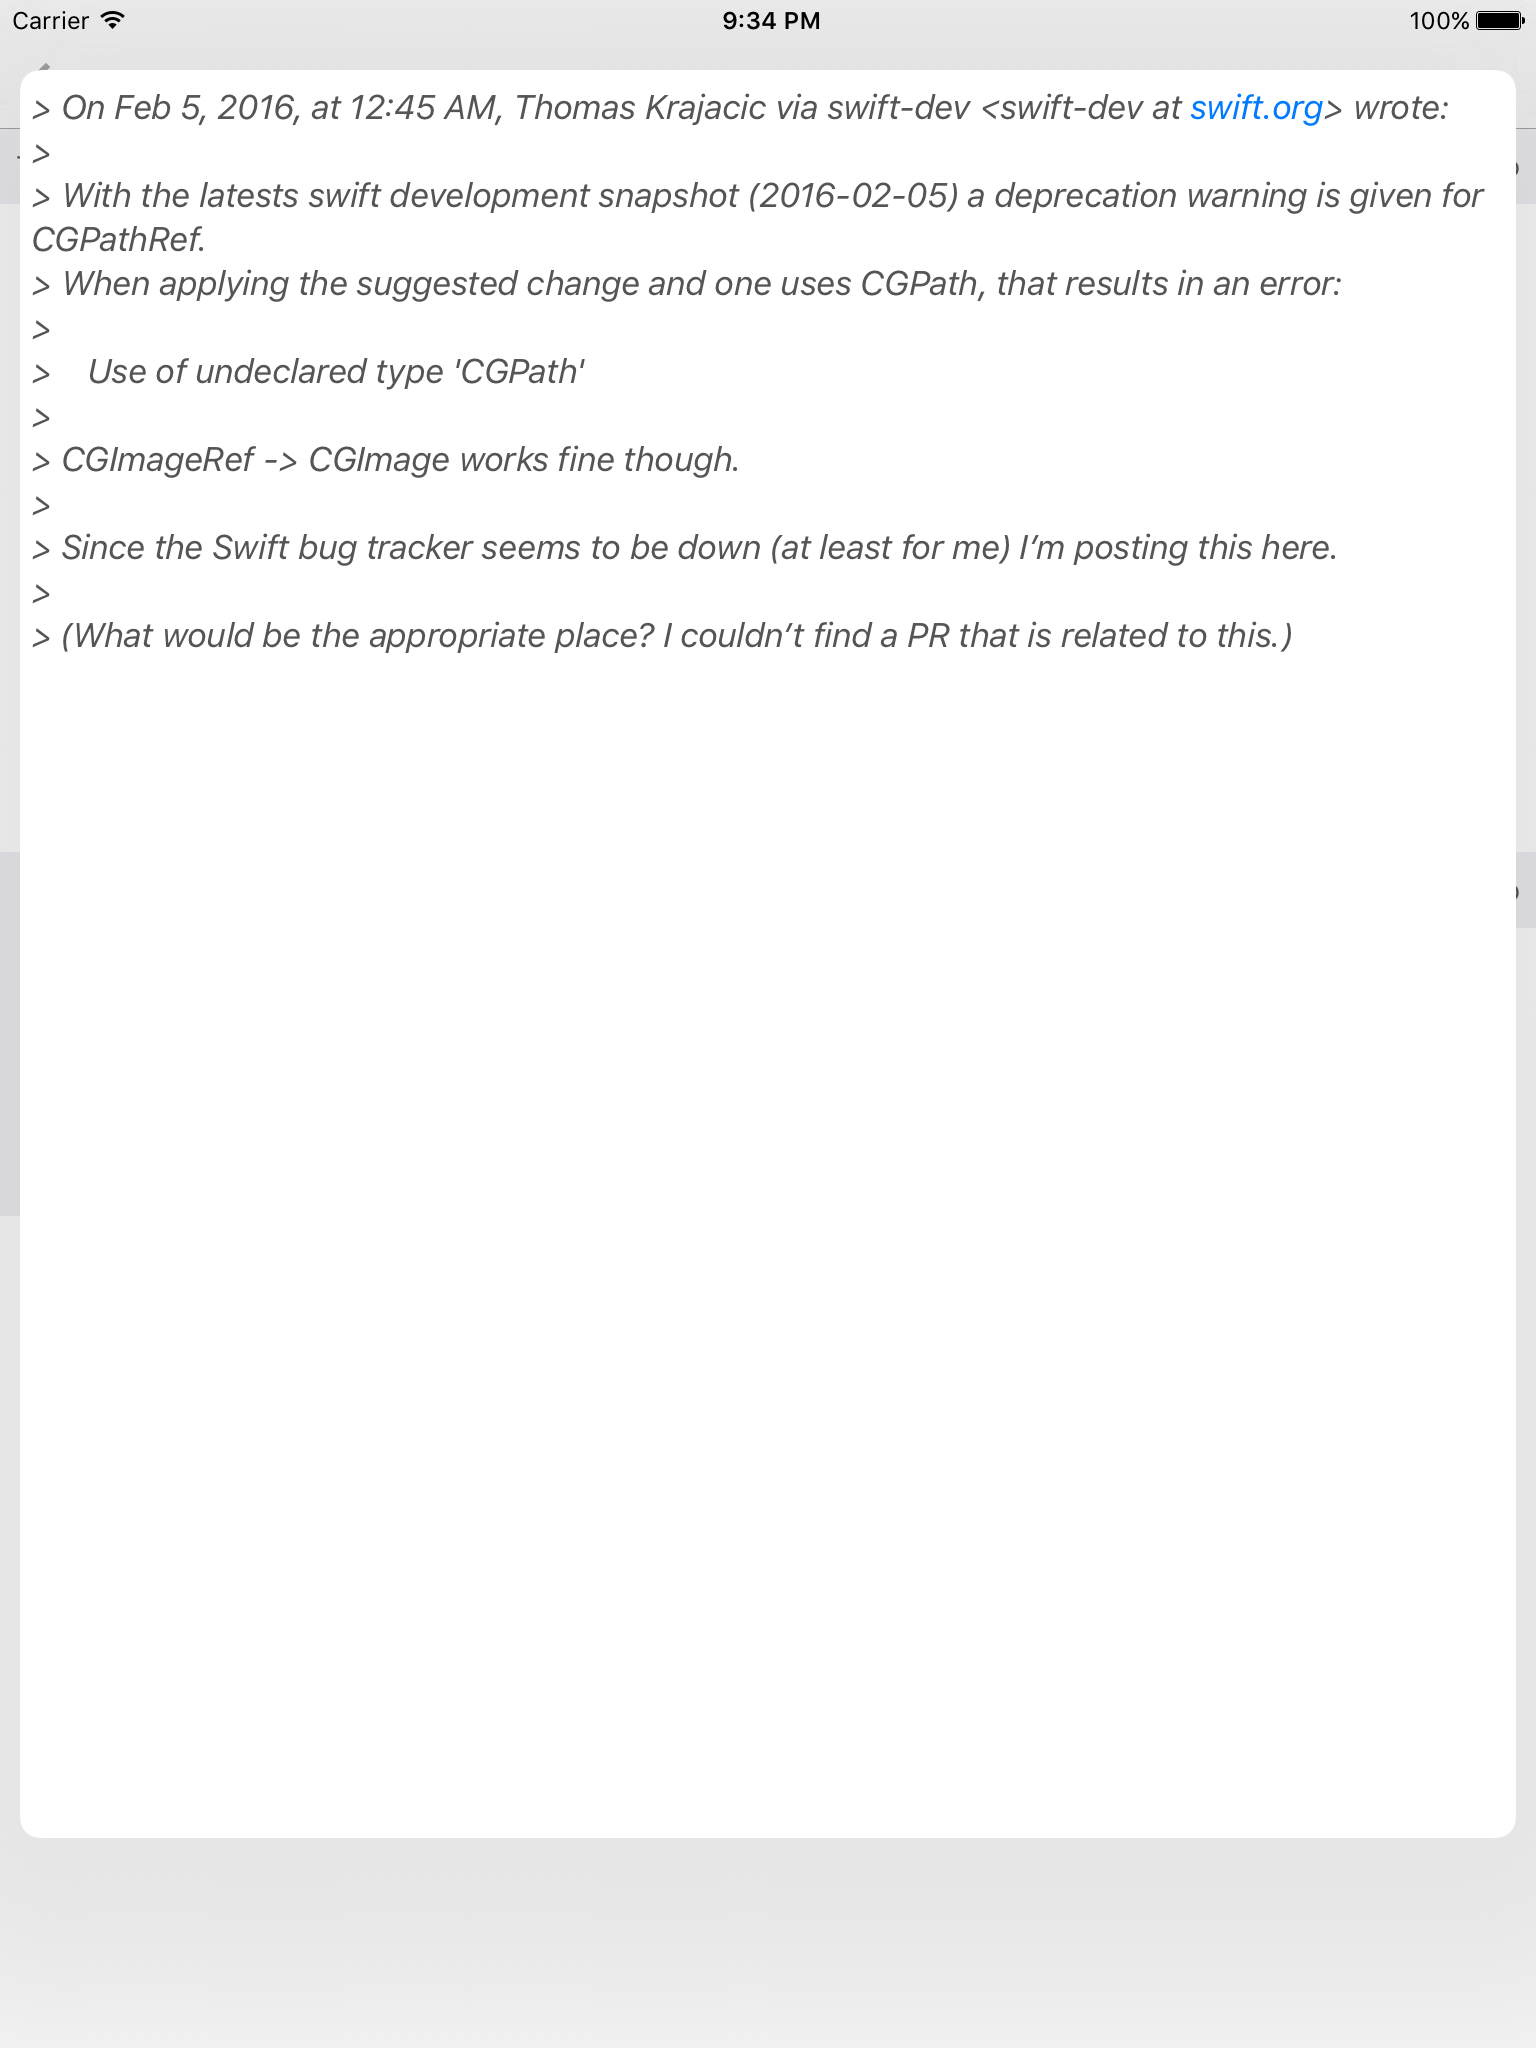 Carrier 9:34 PM 100%
> On Feb 5, 2016, at 12:45 AM, Thomas Krajacic via swift-dev <swift-dev at swift.org> wrote:
>
> With the latests swift development snapshot (2016-02-05) a deprecation warning is given for
CGPathRef.
> When applying the suggested change and one uses CGPath, that results in an error:
>
>    Use of undeclared type 'CGPath'
>
> CGImageRef -> CGImage works fine though.
>
> Since the Swift bug tracker seems to be down (at least for me) I’m posting this here.
>
> (What would be the appropriate place? I couldn’t find a PR that is related to this.)